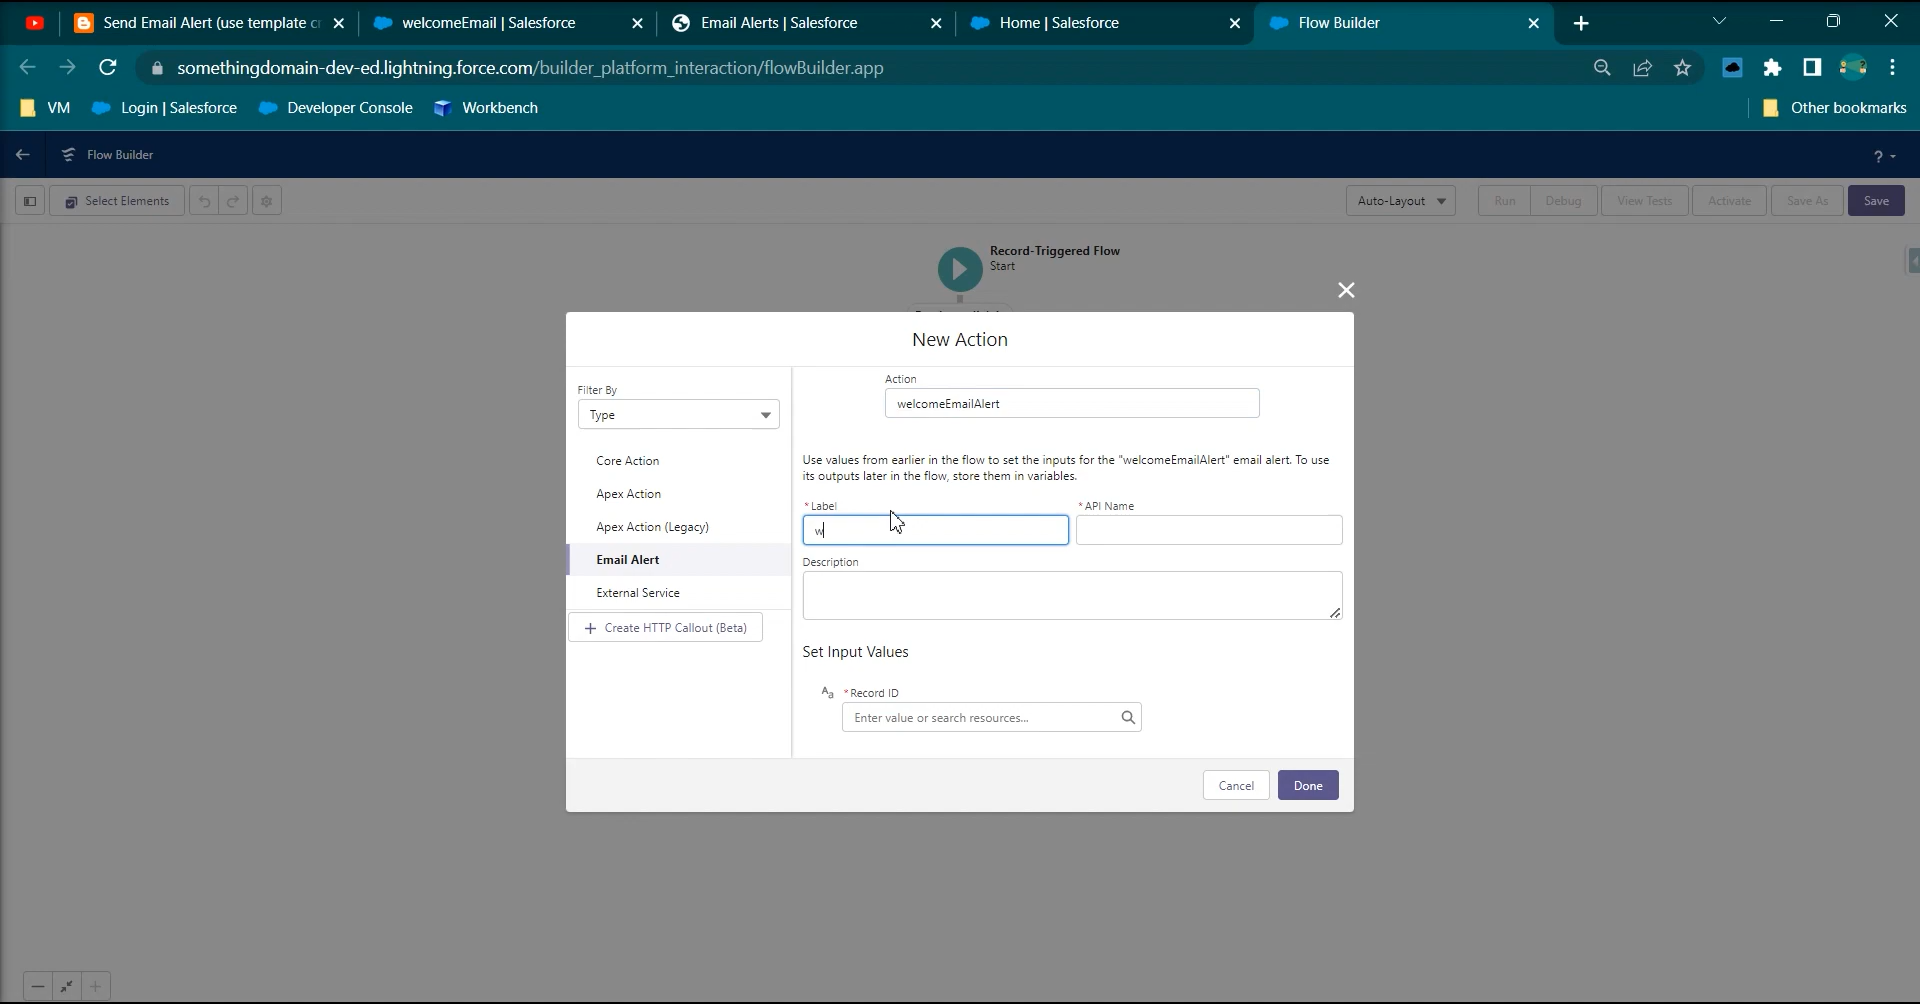 Send Email Alert (use template cr
welcomeEmail | Salesforce
Email Alerts | Salesforce
Home | Salesforce
Flow Builder
somethingdomain-dev-ed.lightning.force.com/builder_platform_interaction/flowBuilder.app
VM
Login | Salesforce
Developer Console
Workbench
Other bookmarks
Flow Builder
?
Select Elements
Auto-Layout
Run
Debug
View Tests
Activate
Save As
Save
Record-Triggered Flow
Start
New Action
Filter By
Type
Core Action
Apex Action
Apex Action (Legacy)
Email Alert
External Service
+ Create HTTP Callout (Beta)
Action
welcomeEmailAlert
Use values from earlier in the flow to set the inputs for the "welcomeEmailAlert" email alert. To use
its outputs later in the flow, store them in variables.
* Label
* API Name
w
Description
Set Input Values
Aa * Record ID
Enter value or search resources...
Cancel
Done